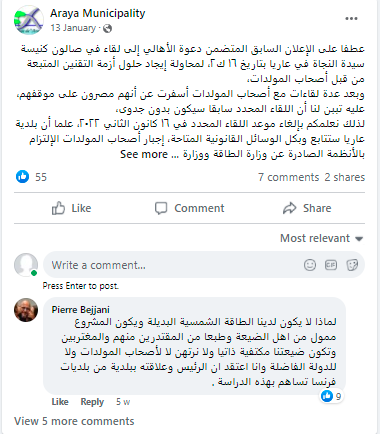 Araya Municipality
13 January
عطفا على الإعلان السابق المتضمن دعوة الأهالي إلى لقاء في صالون كنيسة
سيدة النجاة في عاريا بتاريخ ١٦ ك٢، لمحاولة إيجاد حلول أزمة التقنين المتبعة
من قبل أصحاب المولدات،
وبعد عدة لقاءات مع أصحاب المولدات أسفرت عن أنهم مصرون على موقفهم،
عليه تبين لنا أن اللقاء المحدد سابقا سيكون بدون جدوى،
لذلك نعلمكم بإلغاء موعد اللقاء المحدد في ١٦ كانون الثاني ٢٠٢٢، علما أن بلدية
عاريا ستتابع وبكل الوسائل القانونية المتاحة، إجبار أصحاب المولدات الإلتزام
بالأنظمة الصادرة عن وزارة الطاقة ووزارة ... See more
55
7 comments 2 shares
Like Comment Share
Most relevant
Write a comment...
Press Enter to post.
Pierre Bejjani
لماذا لا يكون لدينا الطاقة الشمسية البديلة ويكون المشروع
ممول من اهل الضيعة وطبعا من المقتدرين منهم والمغتربين
وتكون ضيعتنا مكتفية ذاتيا ولا نرتهن لا لأصحاب المولدات ولا
للدولة الفاضلة وانا اعتقد ان الرئيس وعلاقته ببلدية من بلديات
فرنسا تساهم بهذه الدراسة .
9
Like Reply 5 w
View 5 more comments